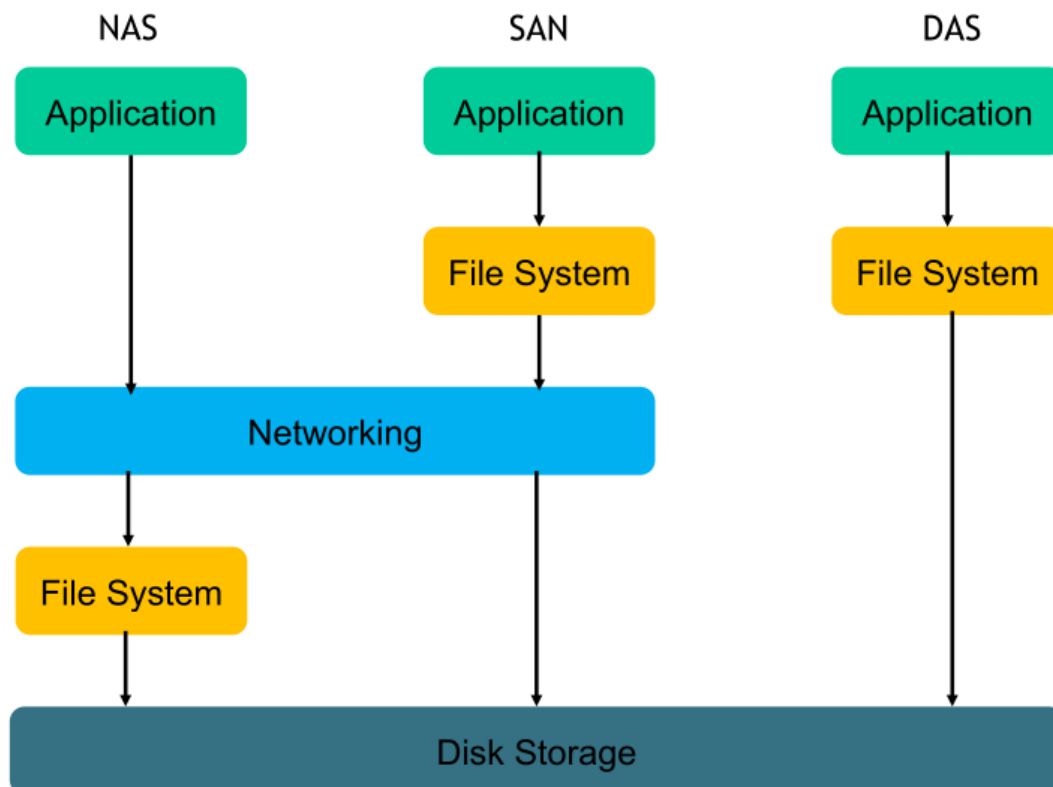 NAS
SAN
DAS
Application
Application
Application
File System
File System
Networking
File System
Disk Storage